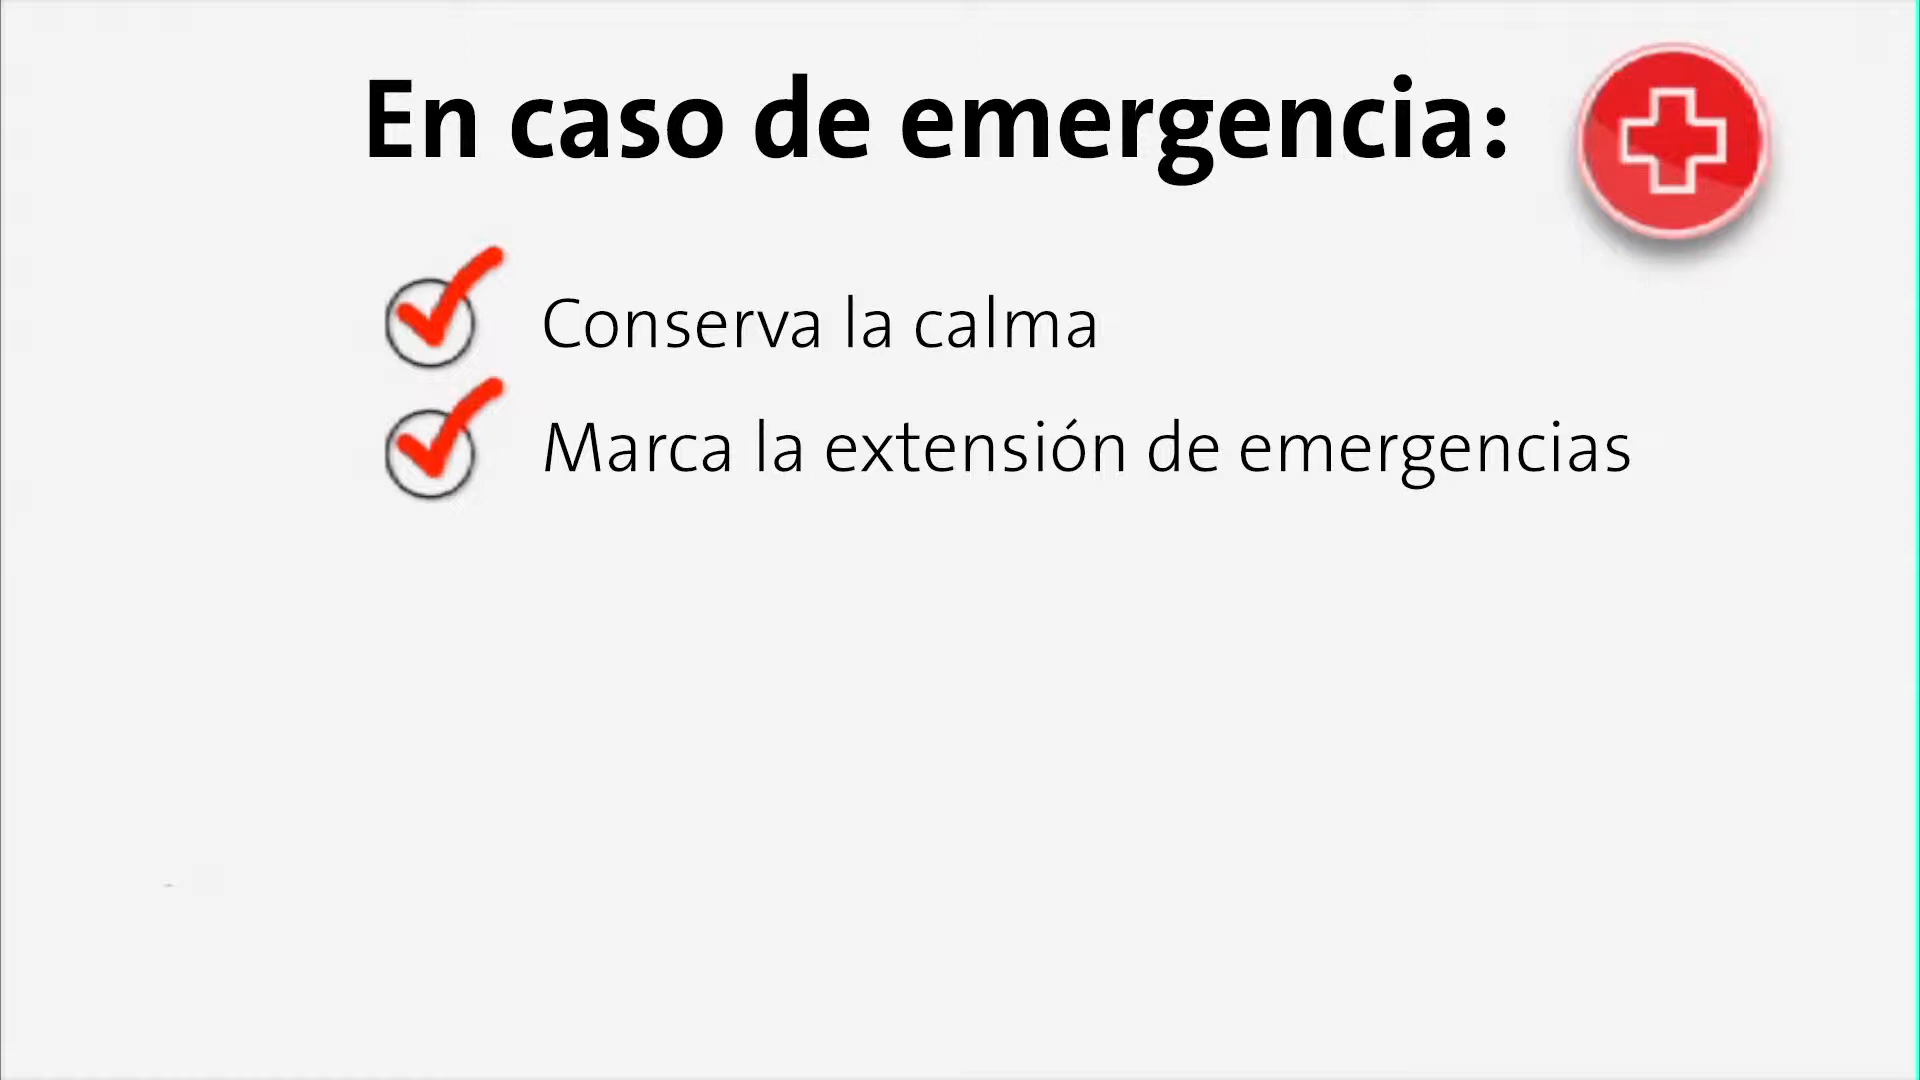 En caso de emergencia:
Conserva la calma
Marca la extensión de emergencias